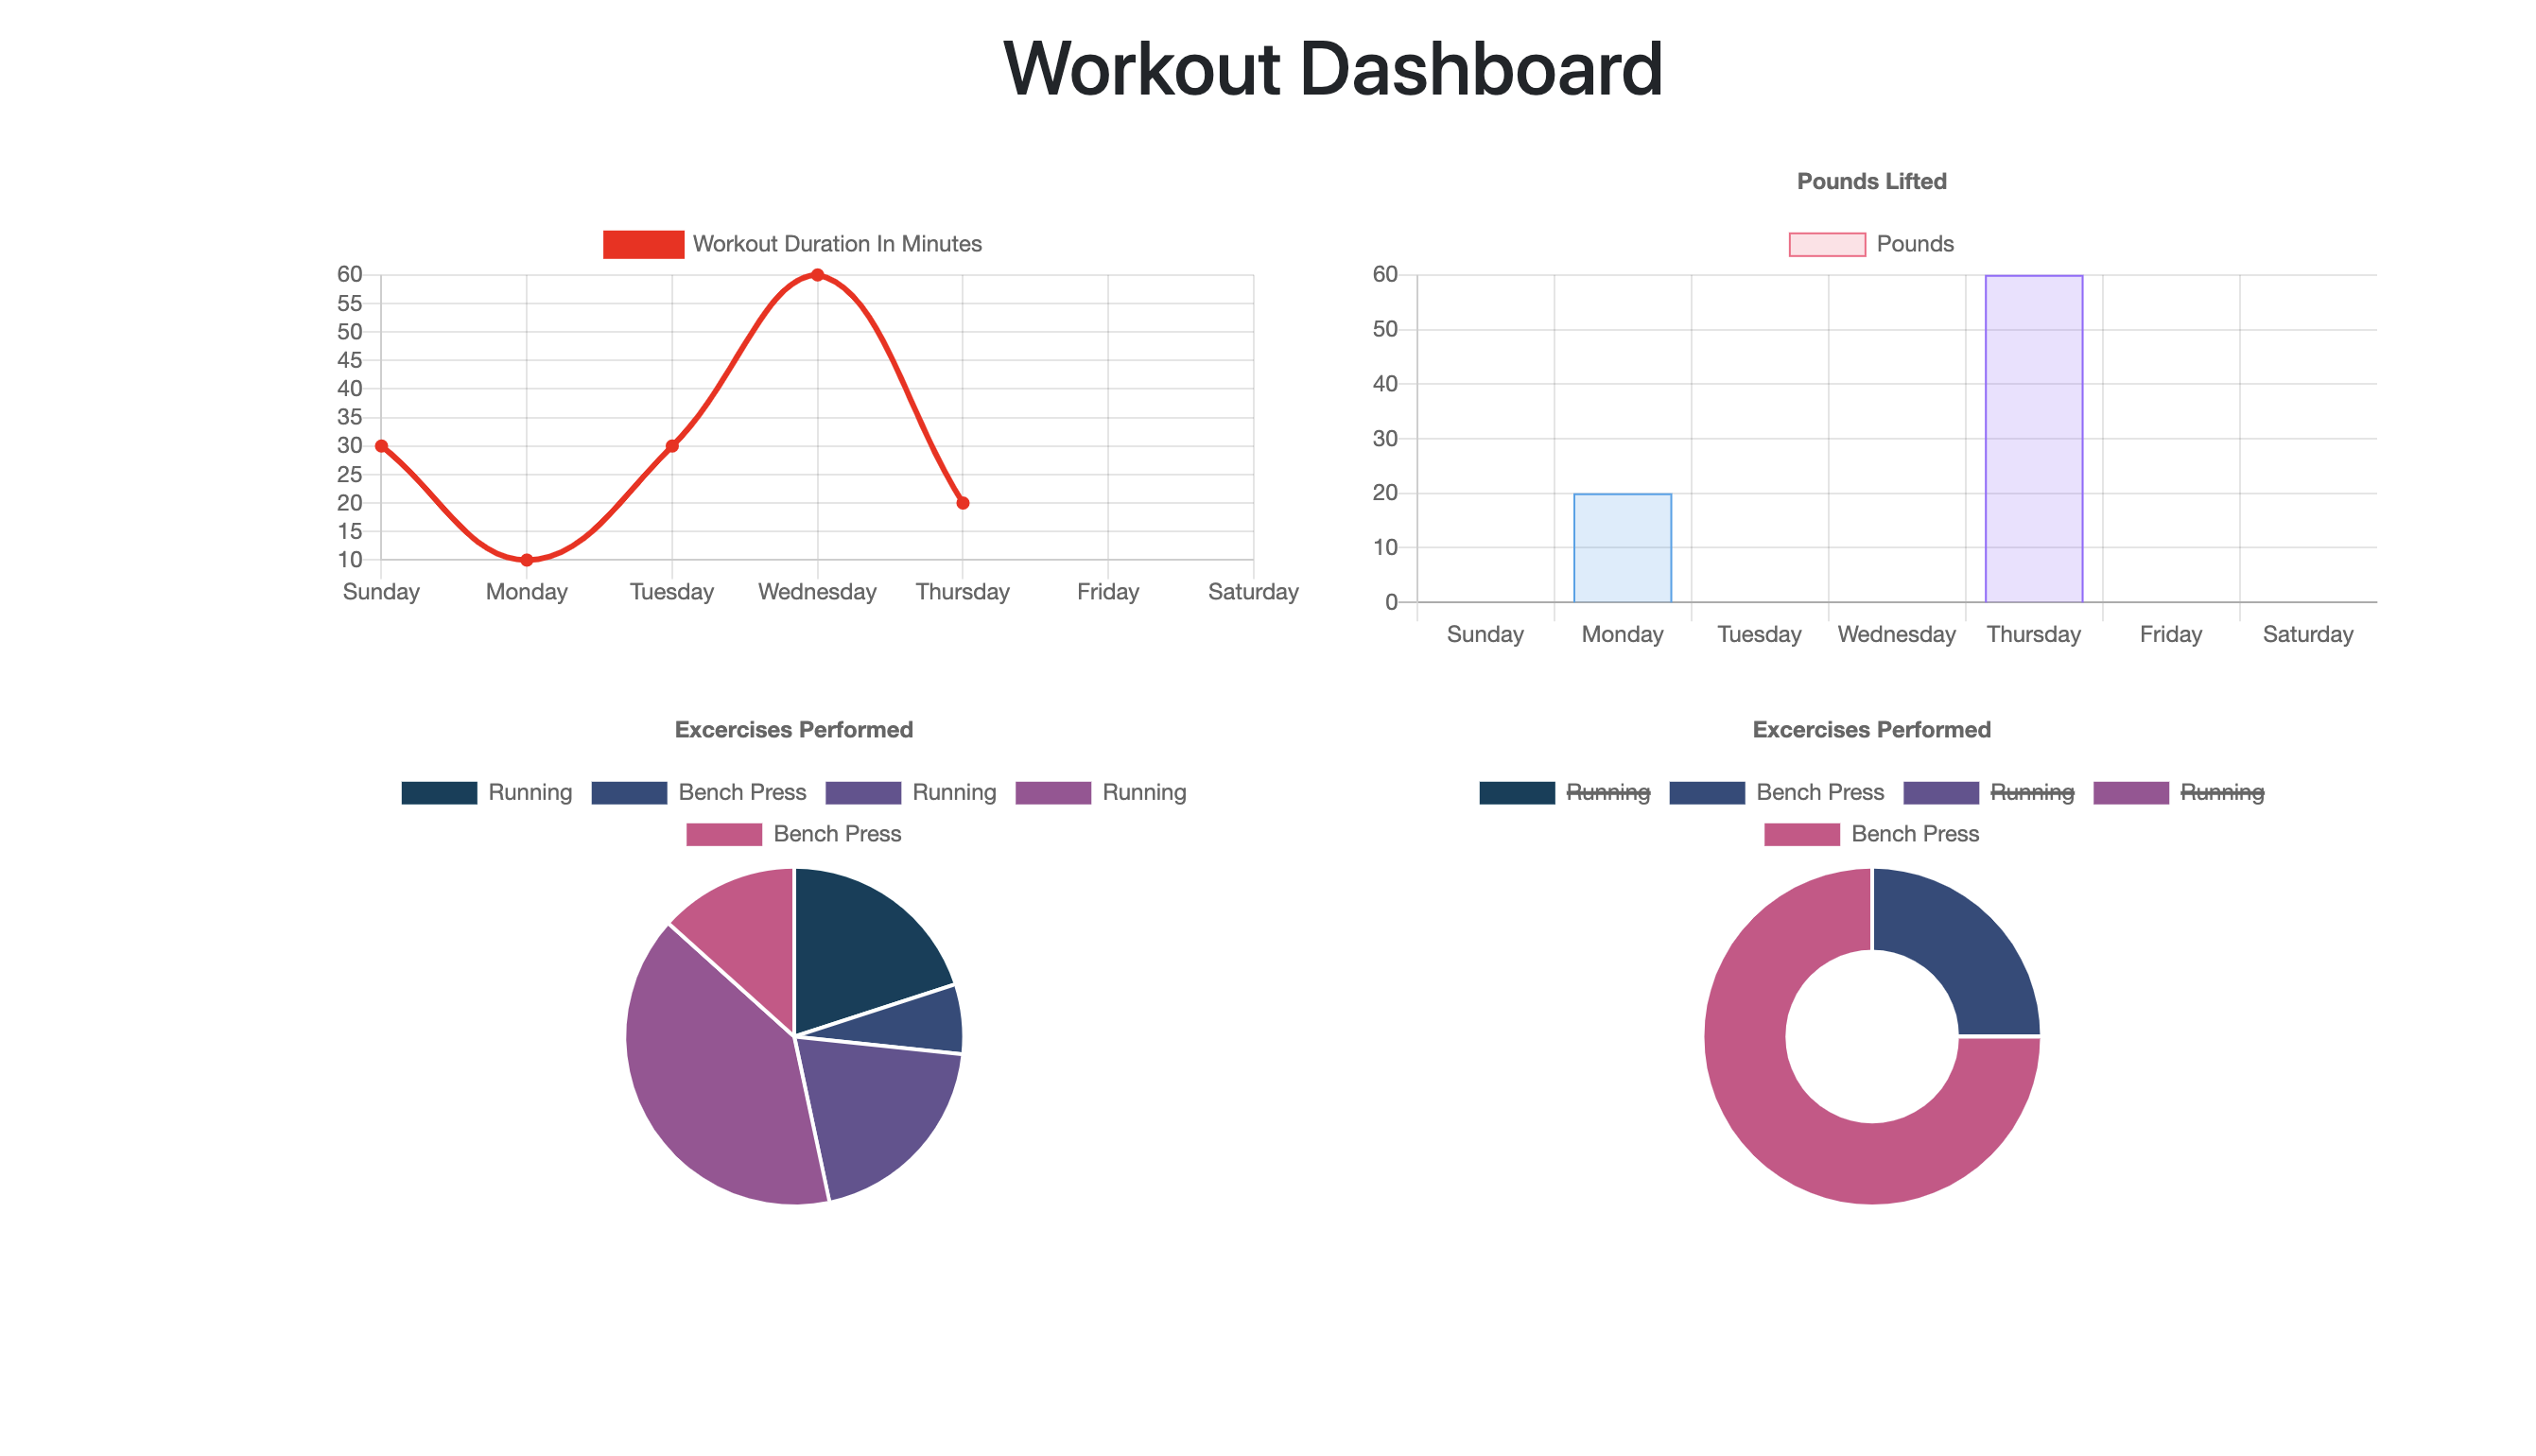 Workout Dashboard
Workout Duration In Minutes
60
55
50
45
40
35
30
25
20
15
10
Sunday Monday Tuesday Wednesday Thursday Friday Saturday
Pounds Lifted
Pounds
60
50
40
30
20
10
0
Sunday Monday Tuesday Wednesday Thursday Friday Saturday
Excercises Performed
Running Bench Press Running Running
Bench Press
Excercises Performed
Running Bench Press Running Running
Bench Press